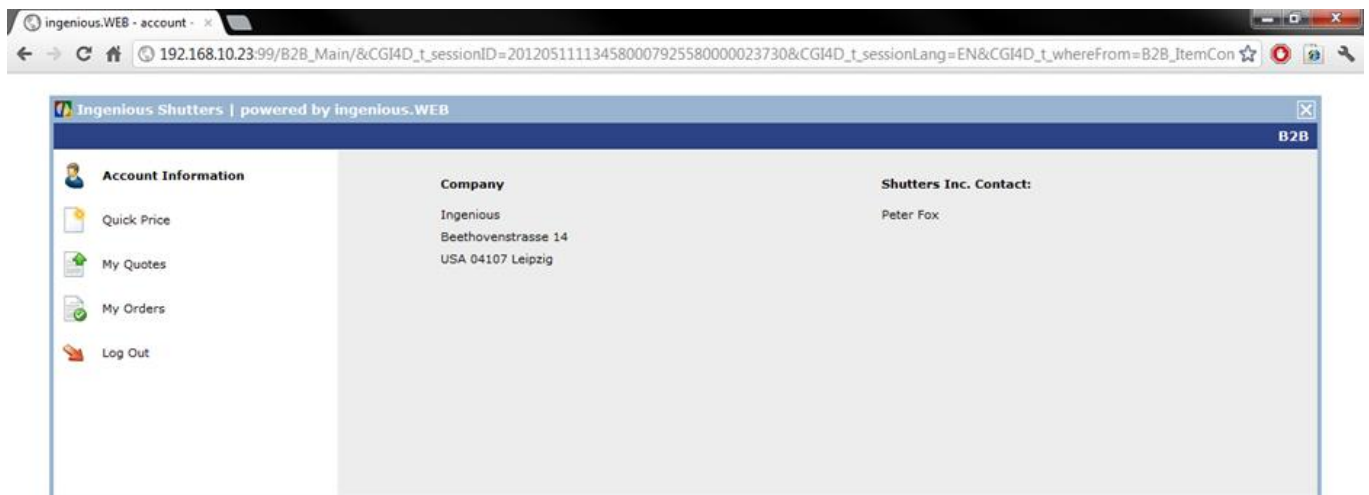 ingenious.WEB - account -
192.168.10.23:99/B2B_Main/&CGI4D_t_sessionID=20120511113458000792558000002373​0&CGI4D_t_sessionLang=EN&CGI4D_t_whereFrom=B2B_ItemCon
Ingenious Shutters | powered by ingenious.WEB
B2B
Account Information
Quick Price
My Quotes
My Orders
Log Out
Company
Ingenious
Beethovenstrasse 14
USA 04107 Leipzig
Shutters Inc. Contact:
Peter Fox